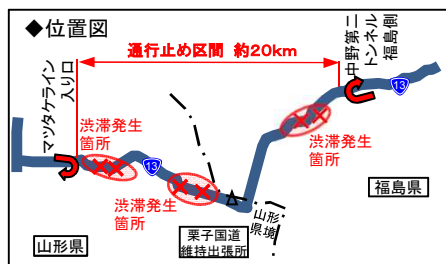 ◆位置図
通行止め区間 約20km
マツタケライン
入り口
中野第二
トンネル
福島側
13
渋滞発生
箇所
渋滞発生
箇所
13
渋滞発生
箇所
福島県
山形
県境
山形県
栗子国道
維持出張所